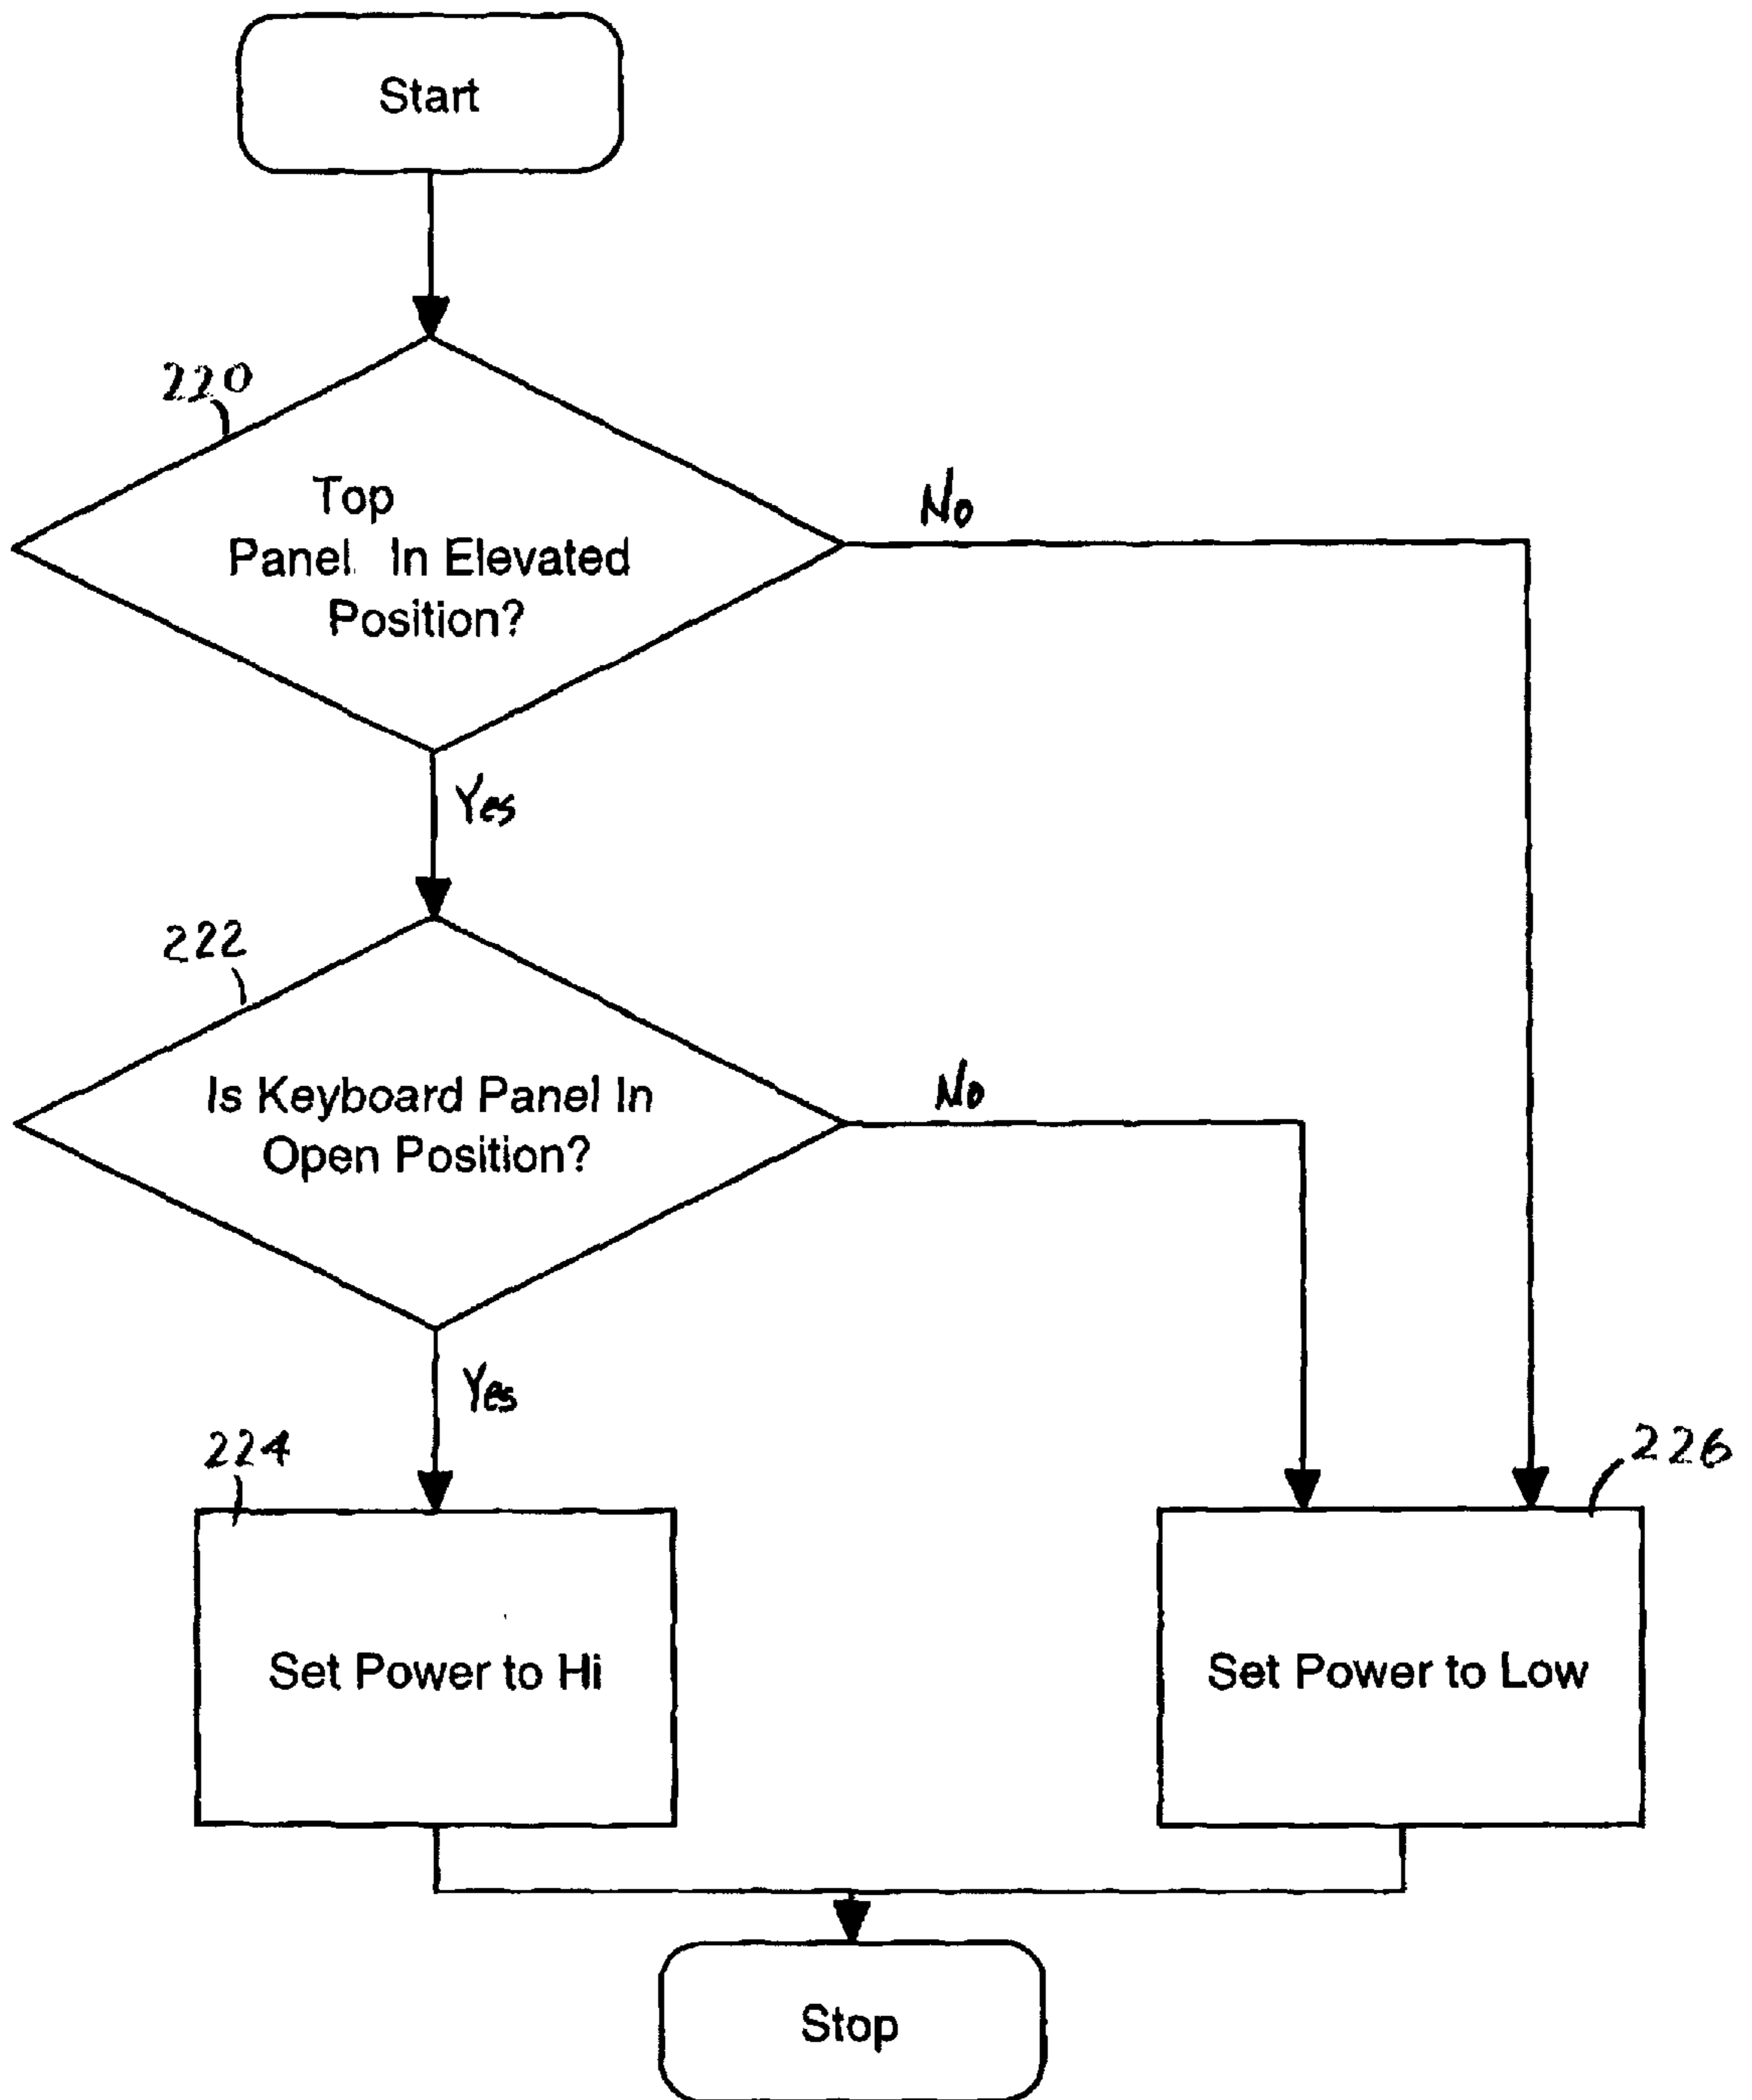 Start
220
Top
Panel In Elevated
Position?
No
Yes
222
Is Keyboard Panel In
Open Position?
No
Yes
224
226
Set Power to Hi
Set Power to Low
Stop